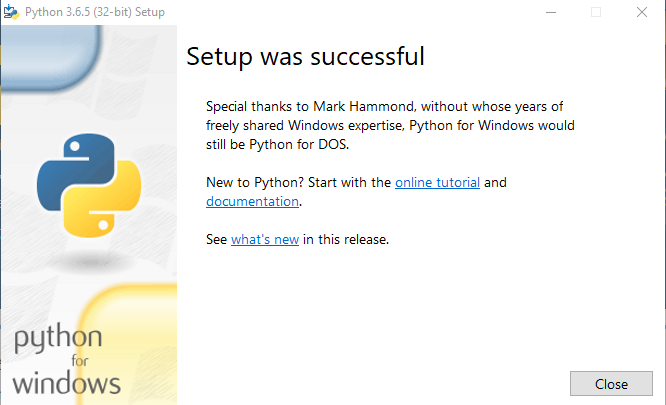 Python 3.6.5 (32-bit) Setup
Setup was successful
Special thanks to Mark Hammond, without whose years of
freely shared Windows expertise, Python for Windows would
still be Python for DOS.
New to Python? Start with the online tutorial and
documentation.
See what's new in this release.
python
for
windows
Close